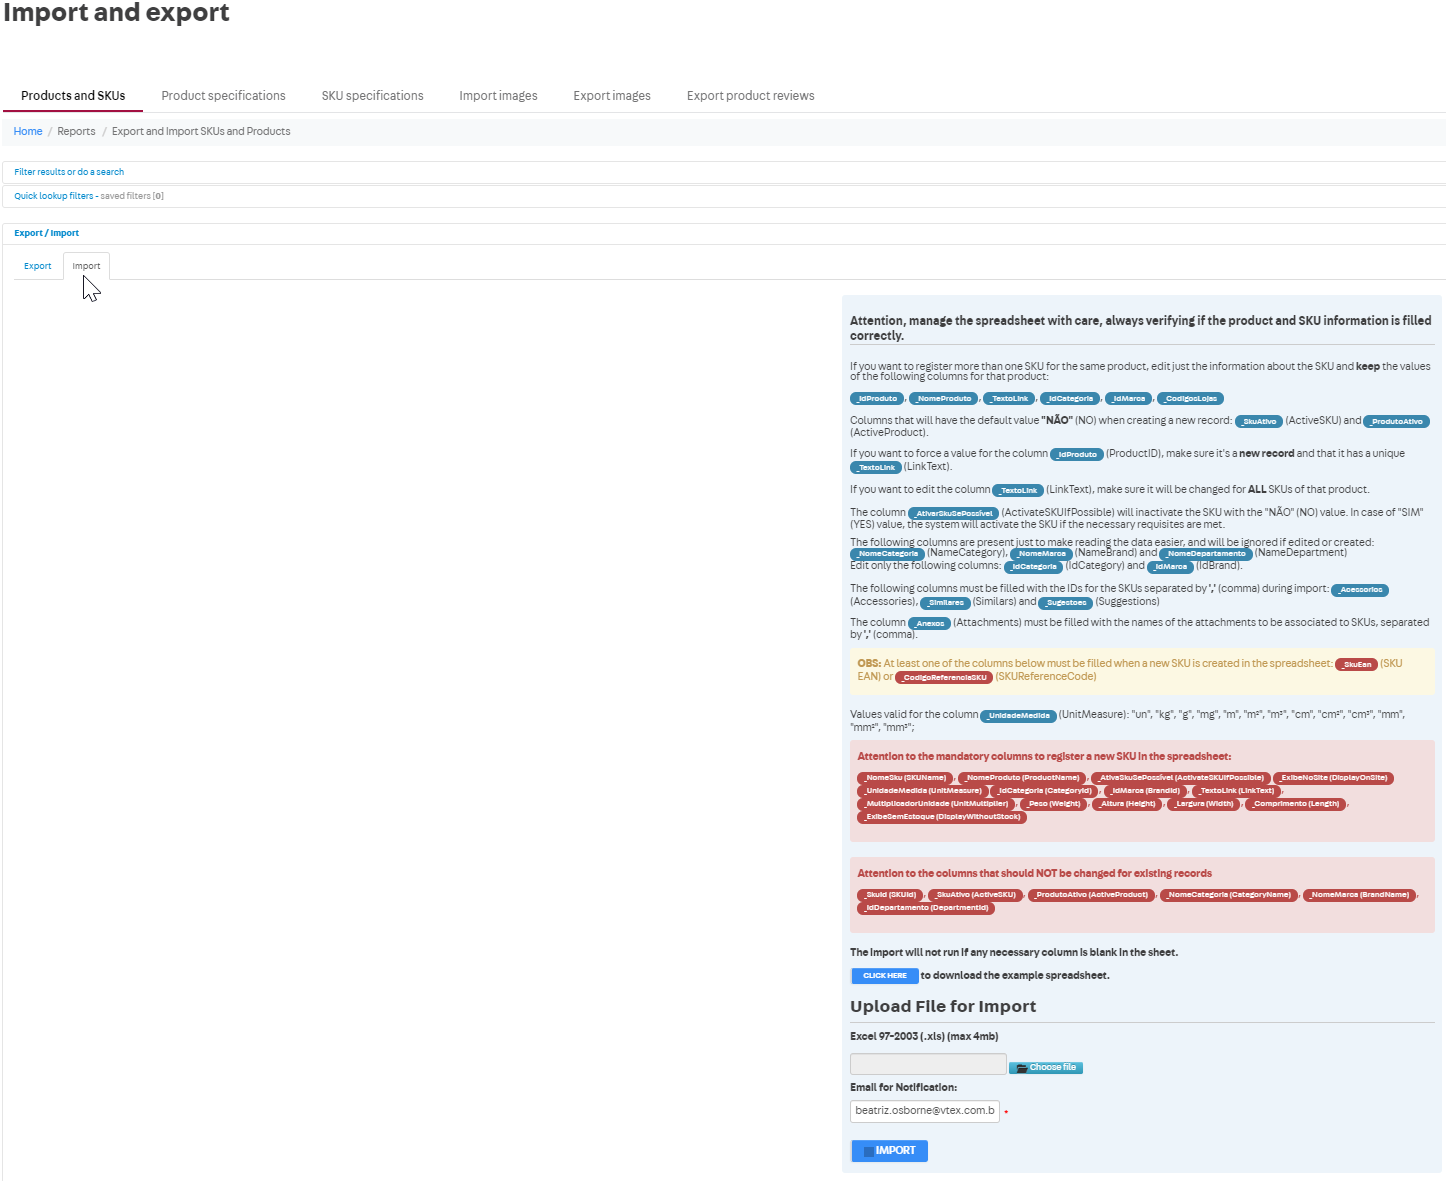 Import and export
Products and SKUs Product specifications SKU specifications Import images Export images Export product reviews
Home / Reports / Export and Import SKUs and Products
Filter results or do a search
Quick lookup filters - saved filters [0]
Export / Import
Export Import
Attention, manage the spreadsheet with care, always verifying if the product and SKU information is filled
correctly.
If you want to register more than one SKU for the same product, edit just the information about the SKU and keep the values
of the following columns for that product:
_IdProduto, _NomeProduto, _TextoLink, _IdCategoria, _IdMarca, _CodigosLojas
Columns that will have the default value "NÃO" (NO) when creating a new record: _SkuAtivo (ActiveSKU) and _ProdutoAtivo
(ActiveProduct).
If you want to force a value for the column _IdProduto (ProductID), make sure it's a new record and that it has a unique
_TextoLink (LinkText).
If you want to edit the column _TextoLink (LinkText), make sure it will be changed for ALL SKUs of that product.
The column _AtivarSkuSePossível (ActivateSKUIfPossible) will inactivate the SKU with the "NÃO" (NO) value. In case of "SIM"
(YES) value, the system will activate the SKU if the necessary requisites are met.
The following columns are present just to make reading the data easier, and will be ignored if edited or created:
_NomeCategoria (NameCategory), _NomeMarca (NameBrand) and _NomeDepartamento (NameDepartment)
Edit only the following columns: _IdCategoria (IdCategory) and _IdMarca (IdBrand).
The following columns must be filled with the IDs for the SKUs separated by ',' (comma) during import: _Acessorios
(Accessories), _Similares (Similars) and _Sugestoes (Suggestions)
The column _Anexos (Attachments) must be filled with the names of the attachments to be associated to SKUs, separated
by ',' (comma).
OBS: At least one of the columns below must be filled when a new SKU is created in the spreadsheet: _SkuEan (SKU
EAN) or _CodigoReferenciaSKU (SKUReferenceCode)
Values valid for the column _UnidadeMedida (UnitMeasure): "un", "kg", "g", "mg", "m", "m²", "m³", "cm", "cm²", "cm³", "mm",
"mm²", "mm³";
Attention to the mandatory columns to register a new SKU in the spreadsheet:
_NomeSku (SKUName), _NomeProduto (ProductName), _AtivaSkuSePossível (ActivateSKUIfPossible) _ExibeNoSite (DisplayOnSite)
_UnidadeMedida (UnitMeasure) _IdCategoria (CategoryId), _IdMarca (BrandId), _TextoLink (LinkText),
_MultiplicadorUnidade (UnitMultiplier), _Peso (Weight), _Altura (Height), _Largura (Width), _Comprimento (Length),
_ExibeSemEstoque (DisplayWithoutStock)
Attention to the columns that should NOT be changed for existing records
_SkuId (SKUId), _SkuAtivo (ActiveSKU), _ProdutoAtivo (ActiveProduct), _NomeCategoria (CategoryName), _NomeMarca (BrandName),
_IdDepartamento (DepartmentId)
The import will not run if any necessary column is blank in the sheet.
CLICK HERE to download the example spreadsheet.
Upload File for Import
Excel 97-2003 (.xls) (max 4mb)
Choose file
Email for Notification:
beatriz.osborne@vtex.com.b *
IMPORT